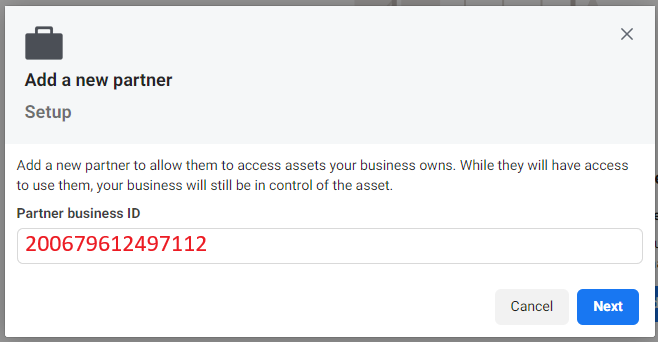 Add a new partner
Setup
Add a new partner to allow them to access assets your business owns. While they will have access
to use them, your business will still be in control of the asset.
Partner business ID
200679612497112
Cancel
Next